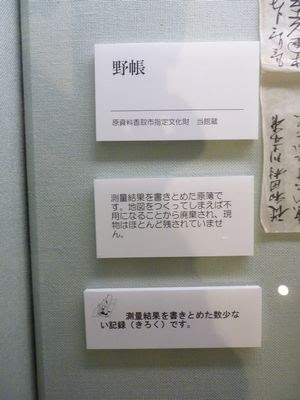 野帳
原資料香取市指定文化財　当館蔵
測量結果を書きとめた原簿で
す。地図をつくってしまえば不
用になることから廃棄され、現
物はほとんど残されていませ
ん。
測量結果を書きとめた数少な
い記録（きろく）です。